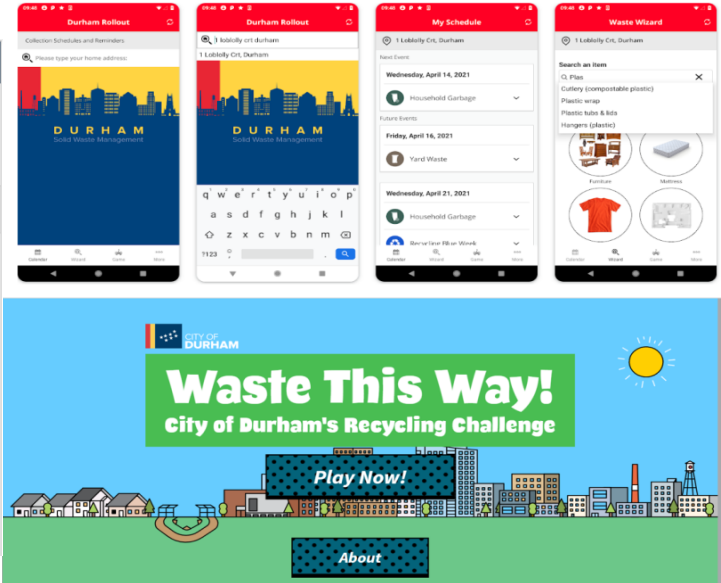 09:48
Durham Rollout
Collection Schedules and Reminders
Please type your home address:
DURHAM
Solid Waste Management
Calendar
Wizard
Game
More
09:48
Durham Rollout
1 loblolly crt durham
1 Loblolly Crt, Durham
DURHAM
Solid Waste Management
q w e r t y u i o p
a s d f g h j k l
z x c v b n m
?123
09:48
My Schedule
1 Loblolly Crt, Durham
Next Event
Wednesday, April 14, 2021
Household Garbage
Future Events
Friday, April 16, 2021
Yard Waste
Wednesday, April 21, 2021
Household Garbage
Recycling Blue Week
Calendar
Wizard
Game
More
09:48
Waste Wizard
1 Loblolly Crt, Durham
Search an item
Plas
Cutlery (compostable plastic)
Plastic wrap
Plastic tubs & lids
Hangers (plastic)
Furniture
Mattress
Calendar
Wizard
Game
More
CITY OF
DURHAM
Waste This Way!
City of Durham's Recycling Challenge
Play Now!
About